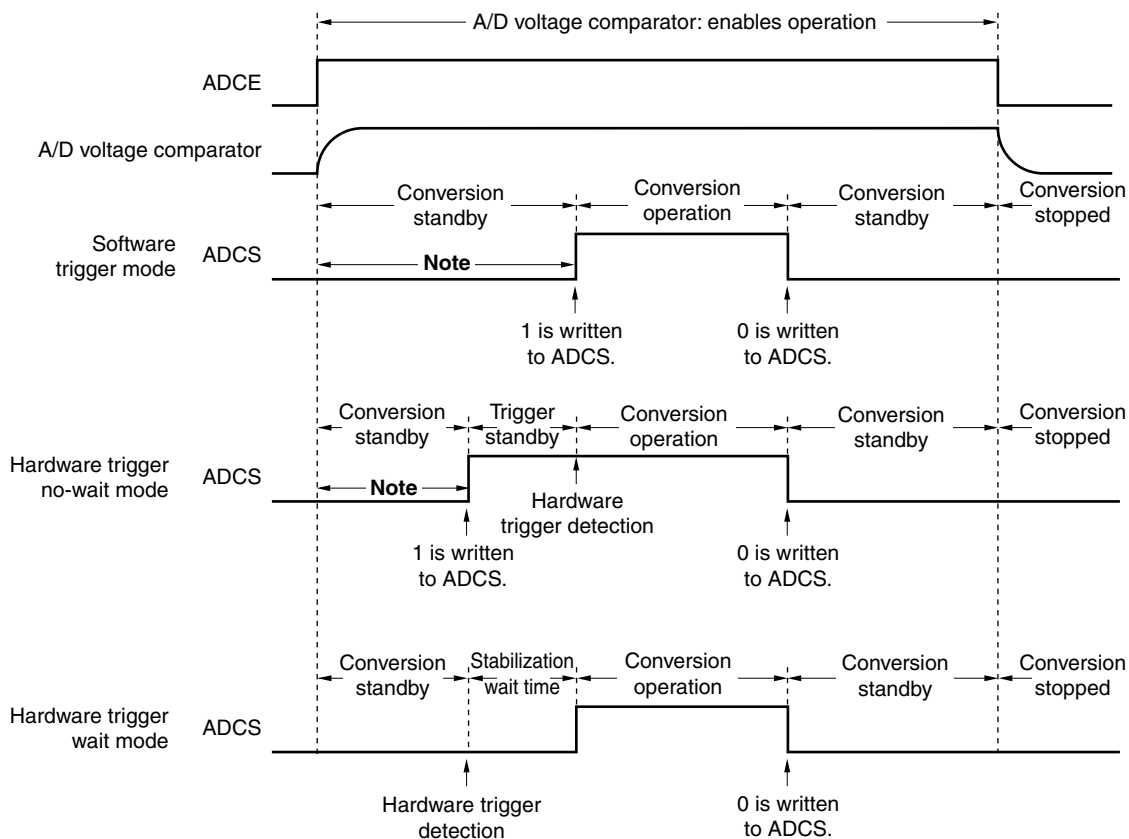 A/D voltage comparator: enables operation
ADCE
A/D voltage comparator
Conversion
standby
Conversion
operation
Conversion
standby
Conversion
stopped
Software
trigger mode
ADCS
Note
1 is written
to ADCS.
0 is written
to ADCS.
Conversion
standby
Trigger
standby
Conversion
operation
Conversion
standby
Conversion
stopped
Hardware trigger
no-wait mode
ADCS
Note
Hardware
trigger detection
1 is written
to ADCS.
0 is written
to ADCS.
Conversion
standby
Stabilization
wait time
Conversion
operation
Conversion
standby
Conversion
stopped
Hardware trigger
wait mode
ADCS
Hardware trigger
detection
0 is written
to ADCS.